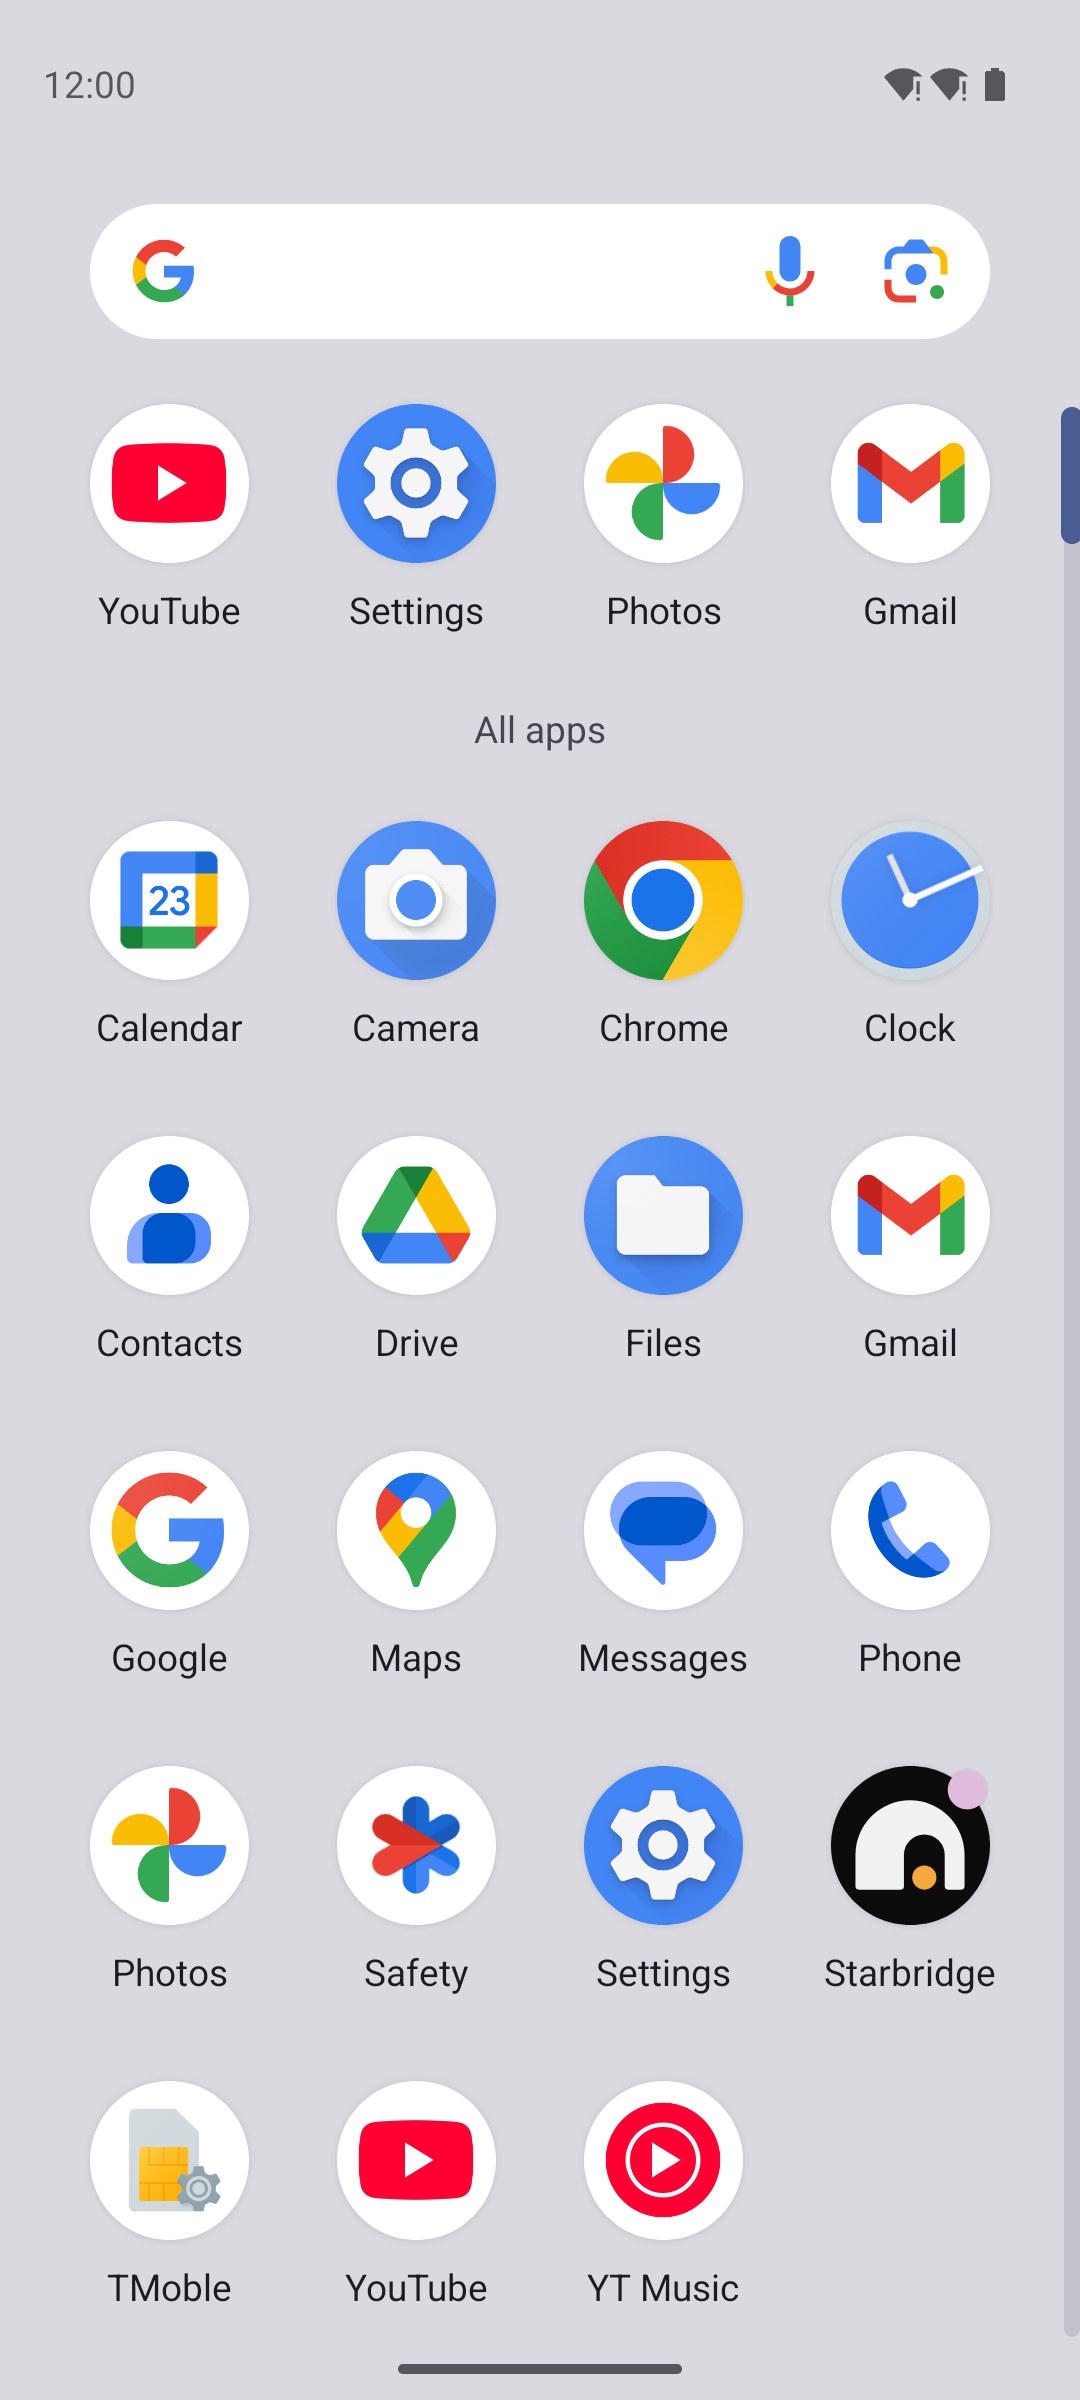 12:00
YouTube Settings Photos Gmail
All apps
23
Calendar Camera Chrome Clock
Contacts Drive Files Gmail
Google Maps Messages Phone
Photos Safety Settings Starbridge
TMoble YouTube YT Music